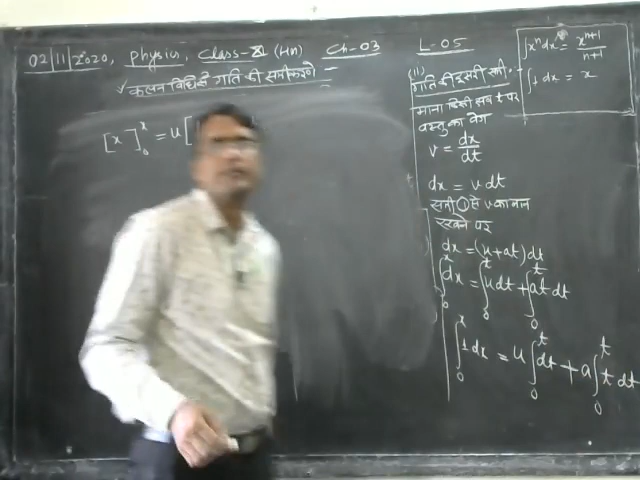 02/11/2020, Physics, Class-XI (HM) Ch-03 L-05
✓ कलन विधि से गति की समीकरणे
[x]₀ˣ = u[
(ii) गति की दूसरी समी.
माना किसी क्षण t पर
वस्तु का वेग
v = dx/dt
dx = v dt
समी ① से v का मान
रखने पर
dx = (u+at)dt
∫₀ˣ dx = ∫₀ᵗ u dt + ∫₀ᵗ at dt
∫₀ˣ 1 dx = u ∫₀ᵗ dt + a ∫₀ᵗ t dt
∫xⁿ dx = xⁿ⁺¹/n+1
∫1 dx = x